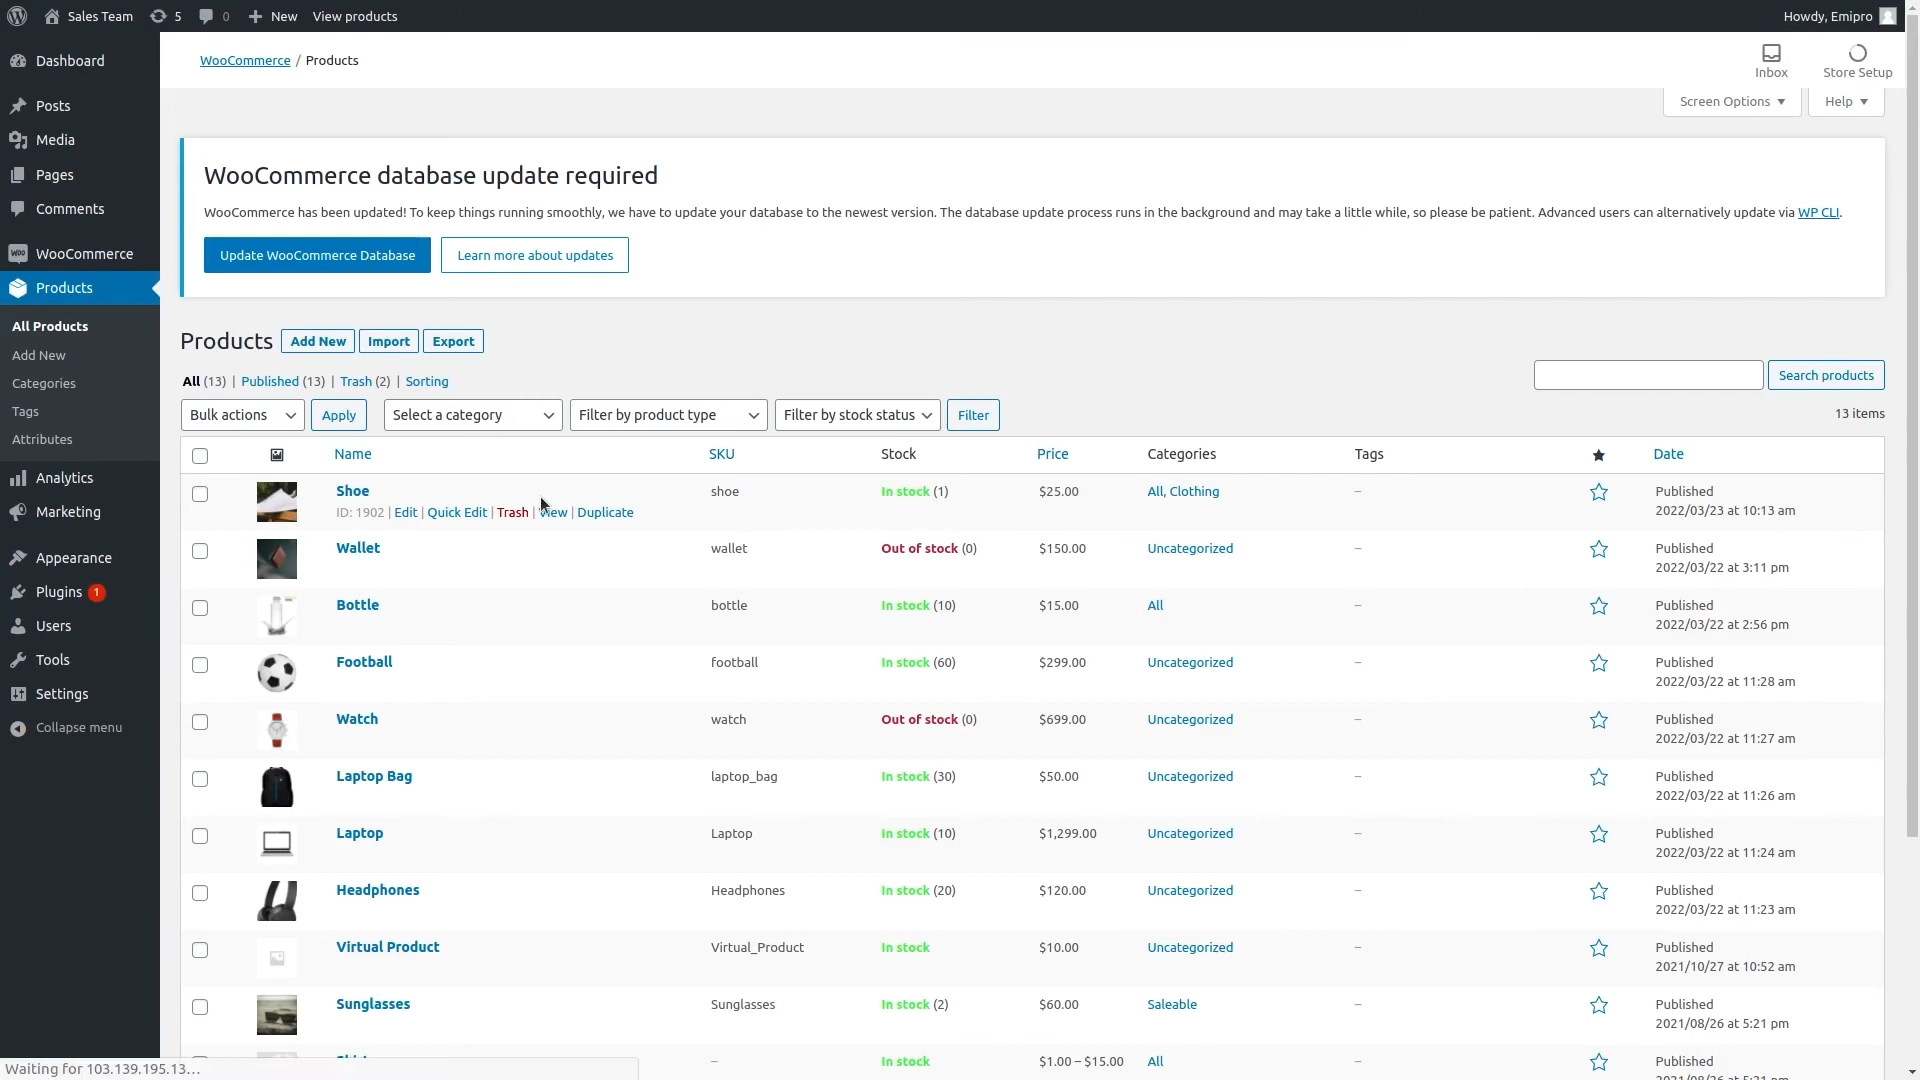 Sales Team 5 0 New View products Howdy, Emipro
Dashboard
Posts
Media
Pages
Comments
WooCommerce
Products
All Products
Add New
Categories
Tags
Attributes
Analytics
Marketing
Appearance
Plugins 1
Users
Tools
Settings
Collapse menu
WooCommerce / Products
Inbox
Store Setup
Screen Options
Help
WooCommerce database update required
WooCommerce has been updated! To keep things running smoothly, we have to update your database to the newest version. The database update process runs in the background and may take a little while, so please be patient. Advanced users can alternatively update via WP CLI.
Update WooCommerce Database Learn more about updates
Products Add New Import Export
All (13) | Published (13) | Trash (2) | Sorting
Search products
Bulk actions Apply Select a category Filter by product type Filter by stock status Filter 13 items
Name SKU Stock Price Categories Tags Date
Shoe shoe In stock (1) $25.00 All, Clothing – Published
ID: 1902 | Edit | Quick Edit | Trash | View | Duplicate 2022/03/23 at 10:13 am
Wallet wallet Out of stock (0) $150.00 Uncategorized – Published
2022/03/22 at 3:11 pm
Bottle bottle In stock (10) $15.00 All – Published
2022/03/22 at 2:56 pm
Football football In stock (60) $299.00 Uncategorized – Published
2022/03/22 at 11:28 am
Watch watch Out of stock (0) $699.00 Uncategorized – Published
2022/03/22 at 11:27 am
Laptop Bag laptop_bag In stock (30) $50.00 Uncategorized – Published
2022/03/22 at 11:26 am
Laptop Laptop In stock (10) $1,299.00 Uncategorized – Published
2022/03/22 at 11:24 am
Headphones Headphones In stock (20) $120.00 Uncategorized – Published
2022/03/22 at 11:23 am
Virtual Product Virtual_Product In stock $10.00 Uncategorized – Published
2021/10/27 at 10:52 am
Sunglasses Sunglasses In stock (2) $60.00 Saleable – Published
2021/08/26 at 5:21 pm
– In stock $1.00 – $15.00 All – Published
2021/08/26 at 5:21 pm
Waiting for 103.139.195.13…